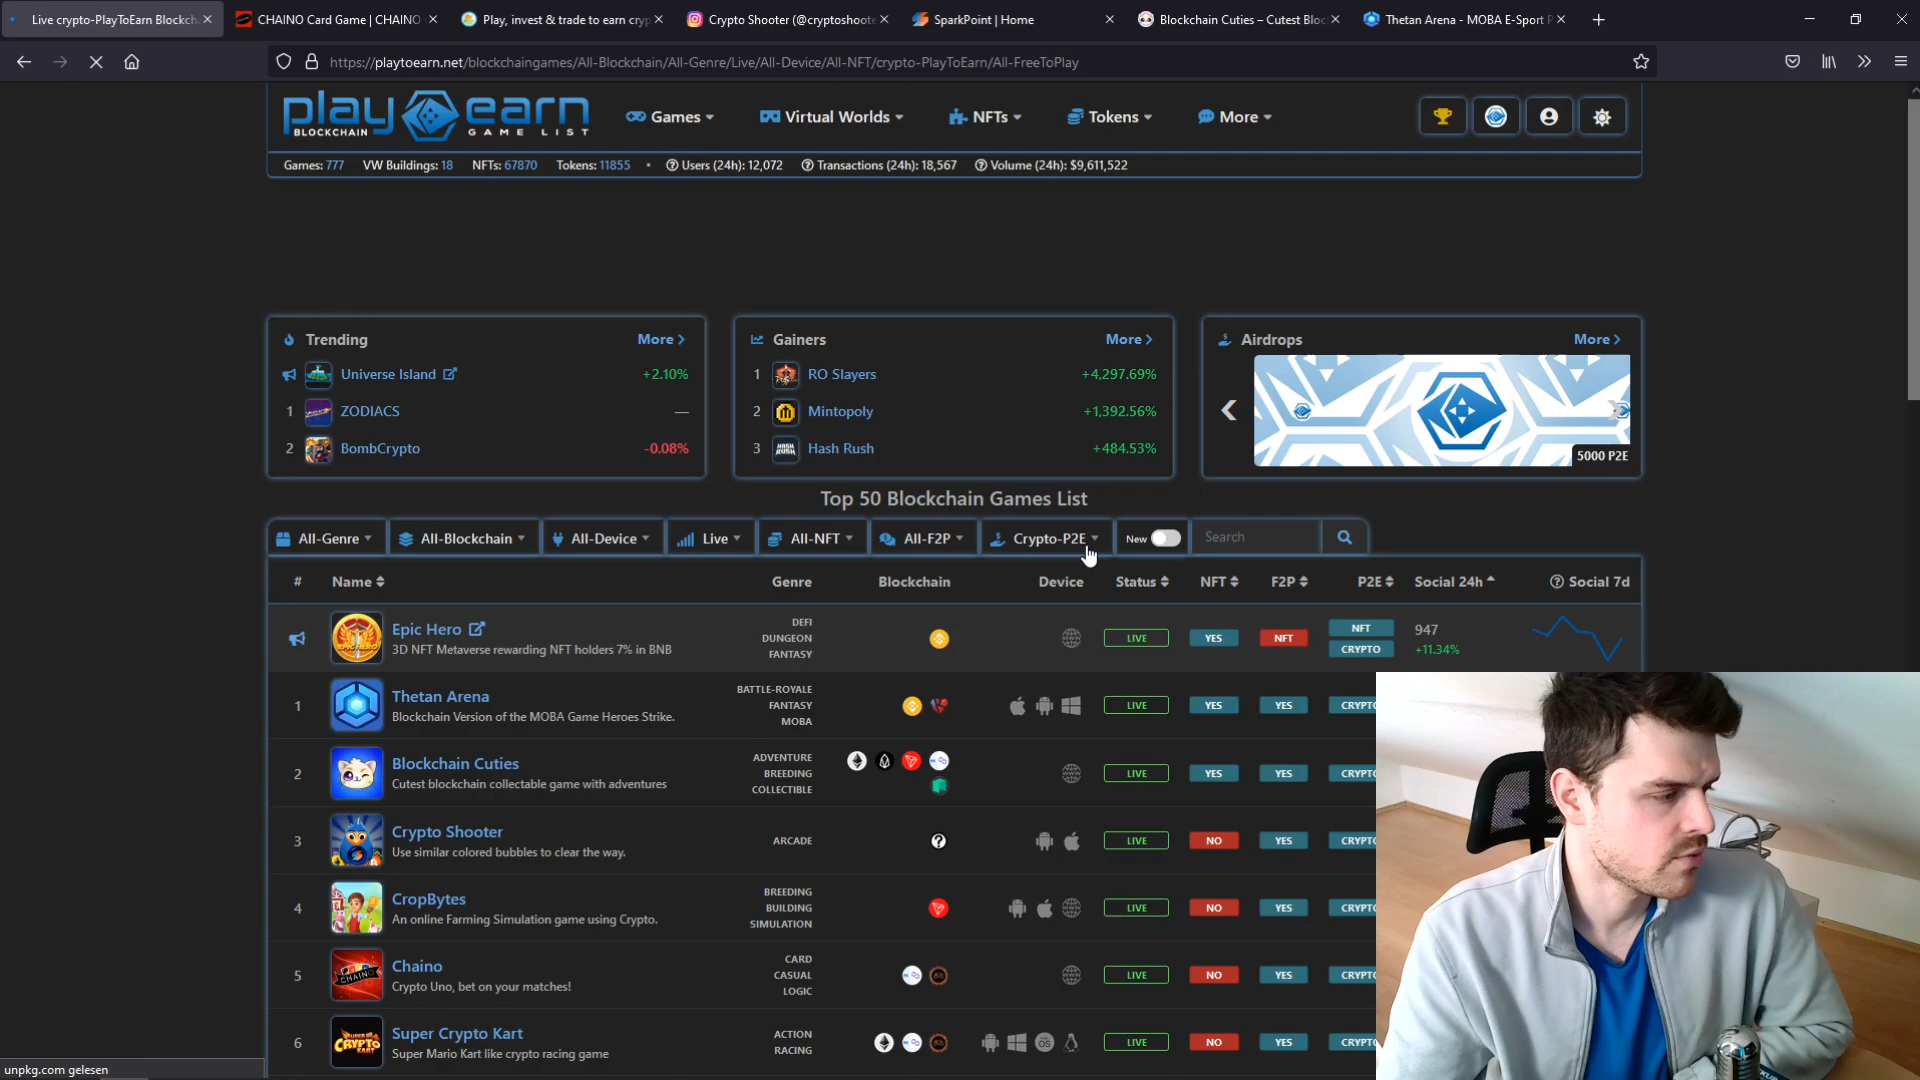 Live crypto-PlayToEarn Blockch
CHAINO Card Game | CHAINO
Play, invest & trade to earn cryp
Crypto Shooter (@cryptoshoote
SparkPoint | Home
Blockchain Cuties – Cutest Bloc
Thetan Arena - MOBA E-Sport P
https://playtoearn.net/blockchaingames/All-Blockchain/All-Genre/Live/All-Device/All-NFT/crypto-PlayToEarn/All-FreeToPlay
play earn
BLOCKCHAIN GAME LIST
Games
Virtual Worlds
NFTs
Tokens
More
Games: 777 VW Buildings: 18 NFTs: 67870 Tokens: 11855 • Users (24h): 12,072 Transactions (24h): 18,567 Volume (24h): $9,611,522
Trending More
Universe Island +2.10%
1 ZODIACS —
2 BombCrypto -0.08%
Gainers More
1 RO Slayers +4,297.69%
2 Mintopoly +1,392.56%
3 Hash Rush +484.53%
HASH RUSH
Airdrops More
5000 P2E
Top 50 Blockchain Games List
All-Genre All-Blockchain All-Device Live All-NFT All-F2P Crypto-P2E New Search
# Name Genre Blockchain Device Status NFT F2P P2E Social 24h Social 7d
Epic Hero
3D NFT Metaverse rewarding NFT holders 7% in BNB
DEFI
DUNGEON
FANTASY
LIVE YES NFT
NFT
CRYPTO
947
+11.34%
1
Thetan Arena
Blockchain Version of the MOBA Game Heroes Strike.
BATTLE-ROYALE
FANTASY
MOBA
LIVE YES YES CRYPTO
2
Blockchain Cuties
Cutest blockchain collectable game with adventures
ADVENTURE
BREEDING
COLLECTIBLE
LIVE YES YES CRYPTC
3
Crypto Shooter
Use similar colored bubbles to clear the way.
ARCADE
LIVE NO YES CRYPTC
4
CropBytes
An online Farming Simulation game using Crypto.
BREEDING
BUILDING
SIMULATION
LIVE NO YES CRYPTC
5
CHAINO
Chaino
Crypto Uno, bet on your matches!
CARD
CASUAL
LOGIC
LIVE NO YES CRYPTC
6
SUPER CRYPTO KART
Super Crypto Kart
Super Mario Kart like crypto racing game
ACTION
RACING
LIVE NO YES CRYPTC
unpkg.com gelesen